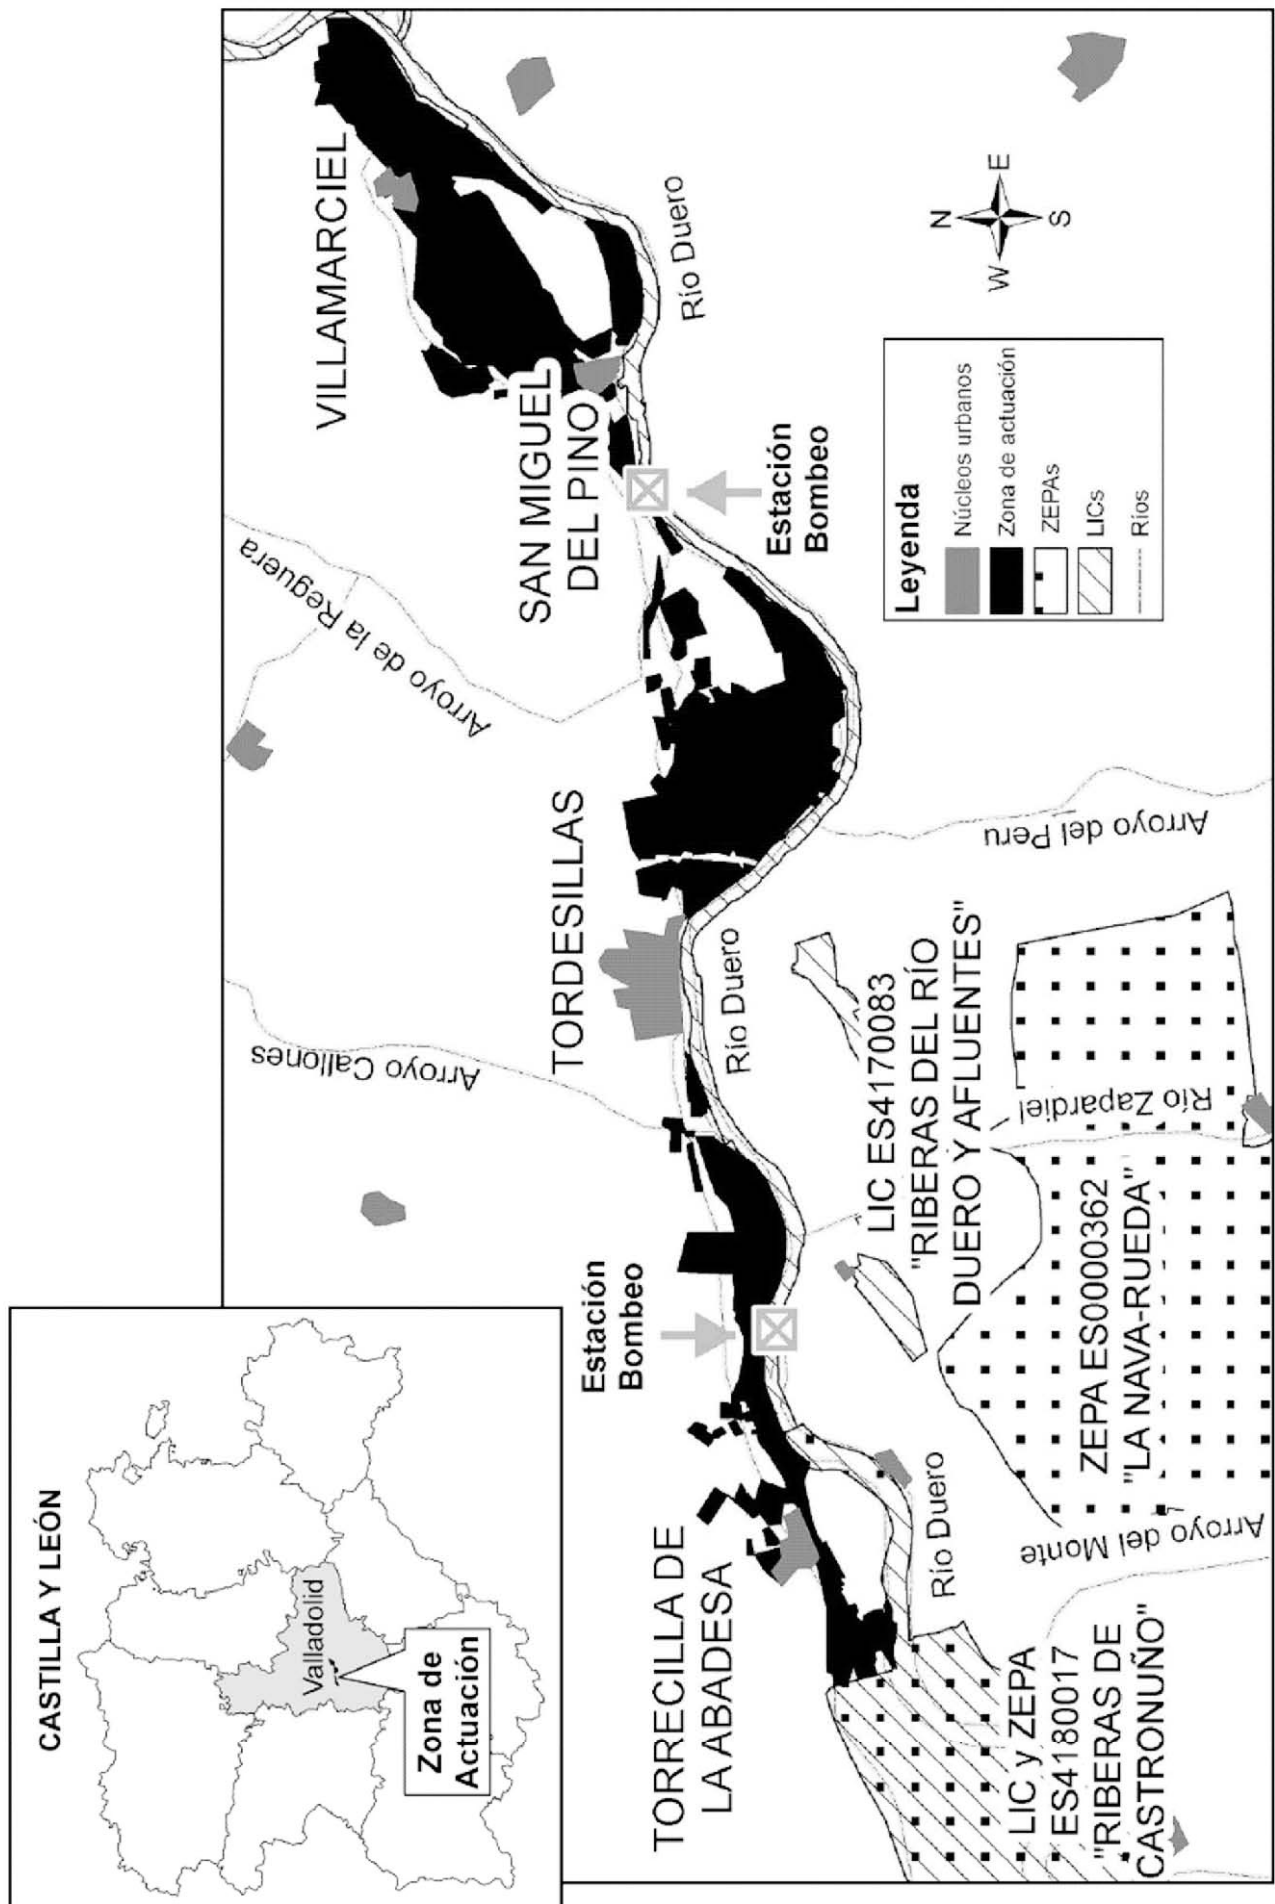 CASTILLA Y LEÓN
Valladolid
Zona de
Actuación
VILLAMARCIEL
SAN MIGUEL
DEL PINO
Río Duero
Estación
Bombeo
Arroyo de la Reguera
TORDESILLAS
Arroyo Callones
Río Duero
Arroyo del Peru
Estación
Bombeo
LIC ES4170083
"RIBERAS DEL RÍO
DUERO Y AFLUENTES"
Río Zapardiel
ZEPA ES0000362
"LA NAVA-RUEDA"
TORRECILLA DE
LA ABADESA
Río Duero
Arroyo del Monte
LIC y ZEPA
ES4180017
"RIBERAS DE
CASTRONUÑO"
N
W
E
S
Leyenda
Núcleos urbanos
Zona de actuación
ZEPAs
LICs
Ríos